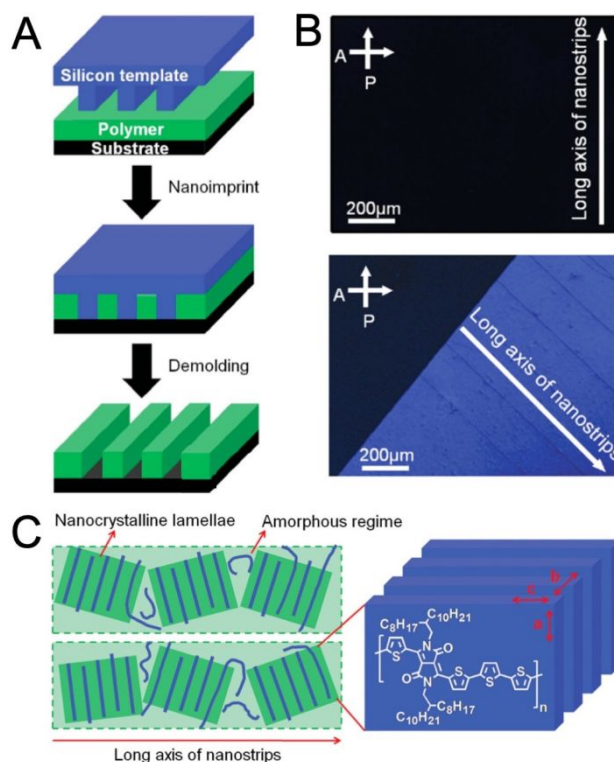 A
Silicon template
Polymer
Substrate
Nanoimprint
Demolding
B
A
P
200μm
Long axis of nanostrips
A
P
200μm
Long axis of nanostrips
C
Nanocrystalline lamellae
Amorphous regime
Long axis of nanostrips
c
b
a
C10H21
C8H17
N
O
S
S
S
S
O
N
n
C8H17
C10H21